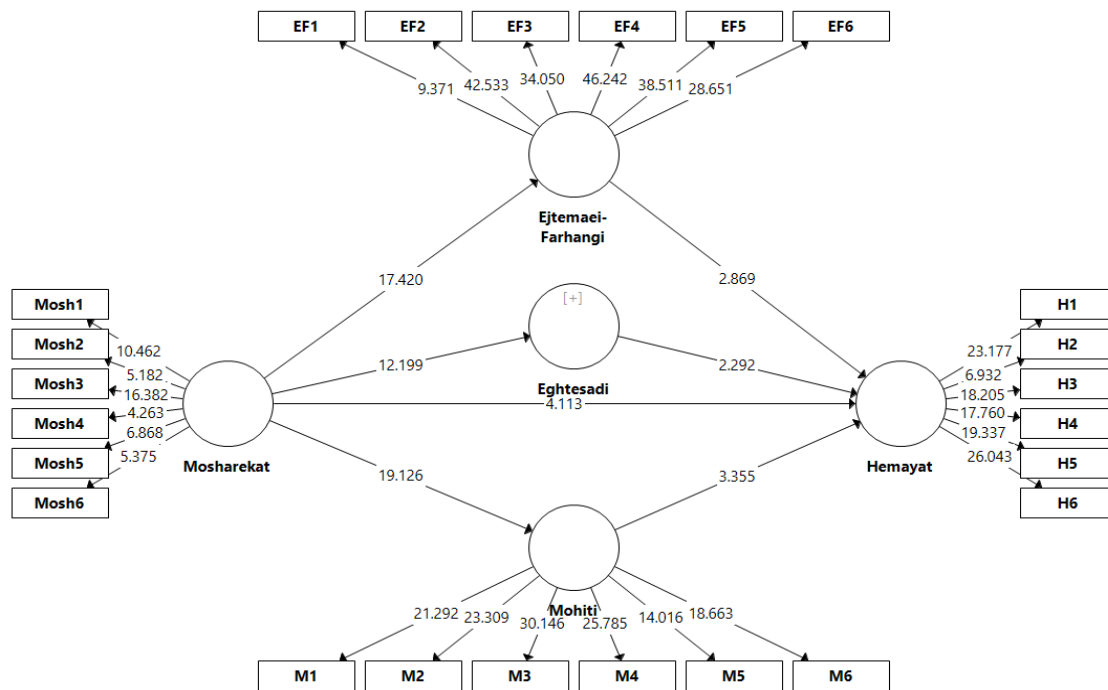 EF1 EF2 EF3 EF4 EF5 EF6
9.371 42.533 34.050 46.242 38.511 28.651
Ejtemaei-
Farhangi
17.420 2.869
[+]
Mosh1
Mosh2
Mosh3
Mosh4
Mosh5
Mosh6
10.462
5.182
16.382
4.263
6.868
5.375
Mosharekat
12.199 2.292
Eghtesadi
4.113
H1
H2
H3
H4
H5
H6
23.177
6.932
18.205
17.760
19.337
26.043
Hemayat
19.126 3.355
Mohiti
21.292 23.309 30.146 25.785 14.016 18.663
M1 M2 M3 M4 M5 M6